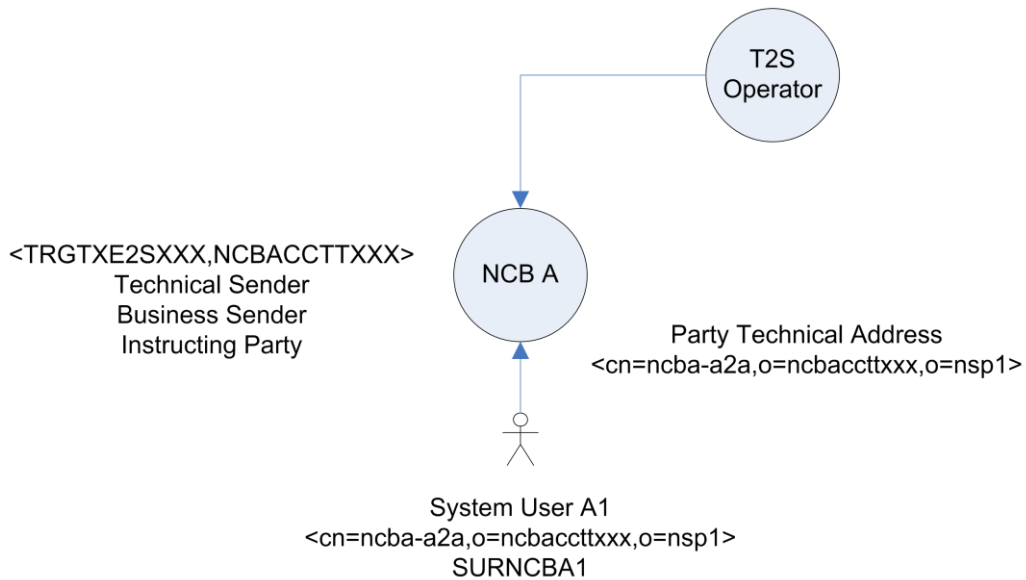 T2S
Operator
<TRGTXE2SXXX,NCBACCTTXXX>
Technical Sender
Business Sender
Instructing Party
NCB A
Party Technical Address
<cn=ncba-a2a,o=ncbaccttxxx,o=nsp1>
System User A1
<cn=ncba-a2a,o=ncbaccttxxx,o=nsp1>
SURNCBA1